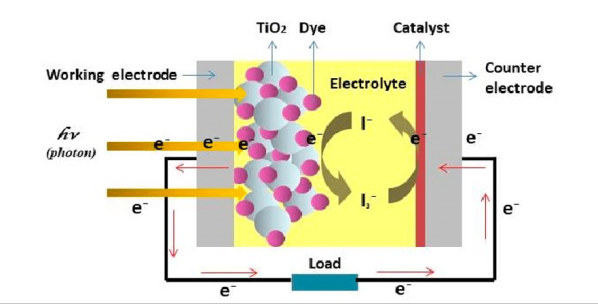 TiO₂ Dye Catalyst
Working electrode
Counter
electrode
Electrolyte
hν
(photon)
I⁻
e⁻ e⁻ e⁻ e⁻ e⁻ e⁻
I₃⁻
e⁻ e⁻
Load
e⁻ e⁻